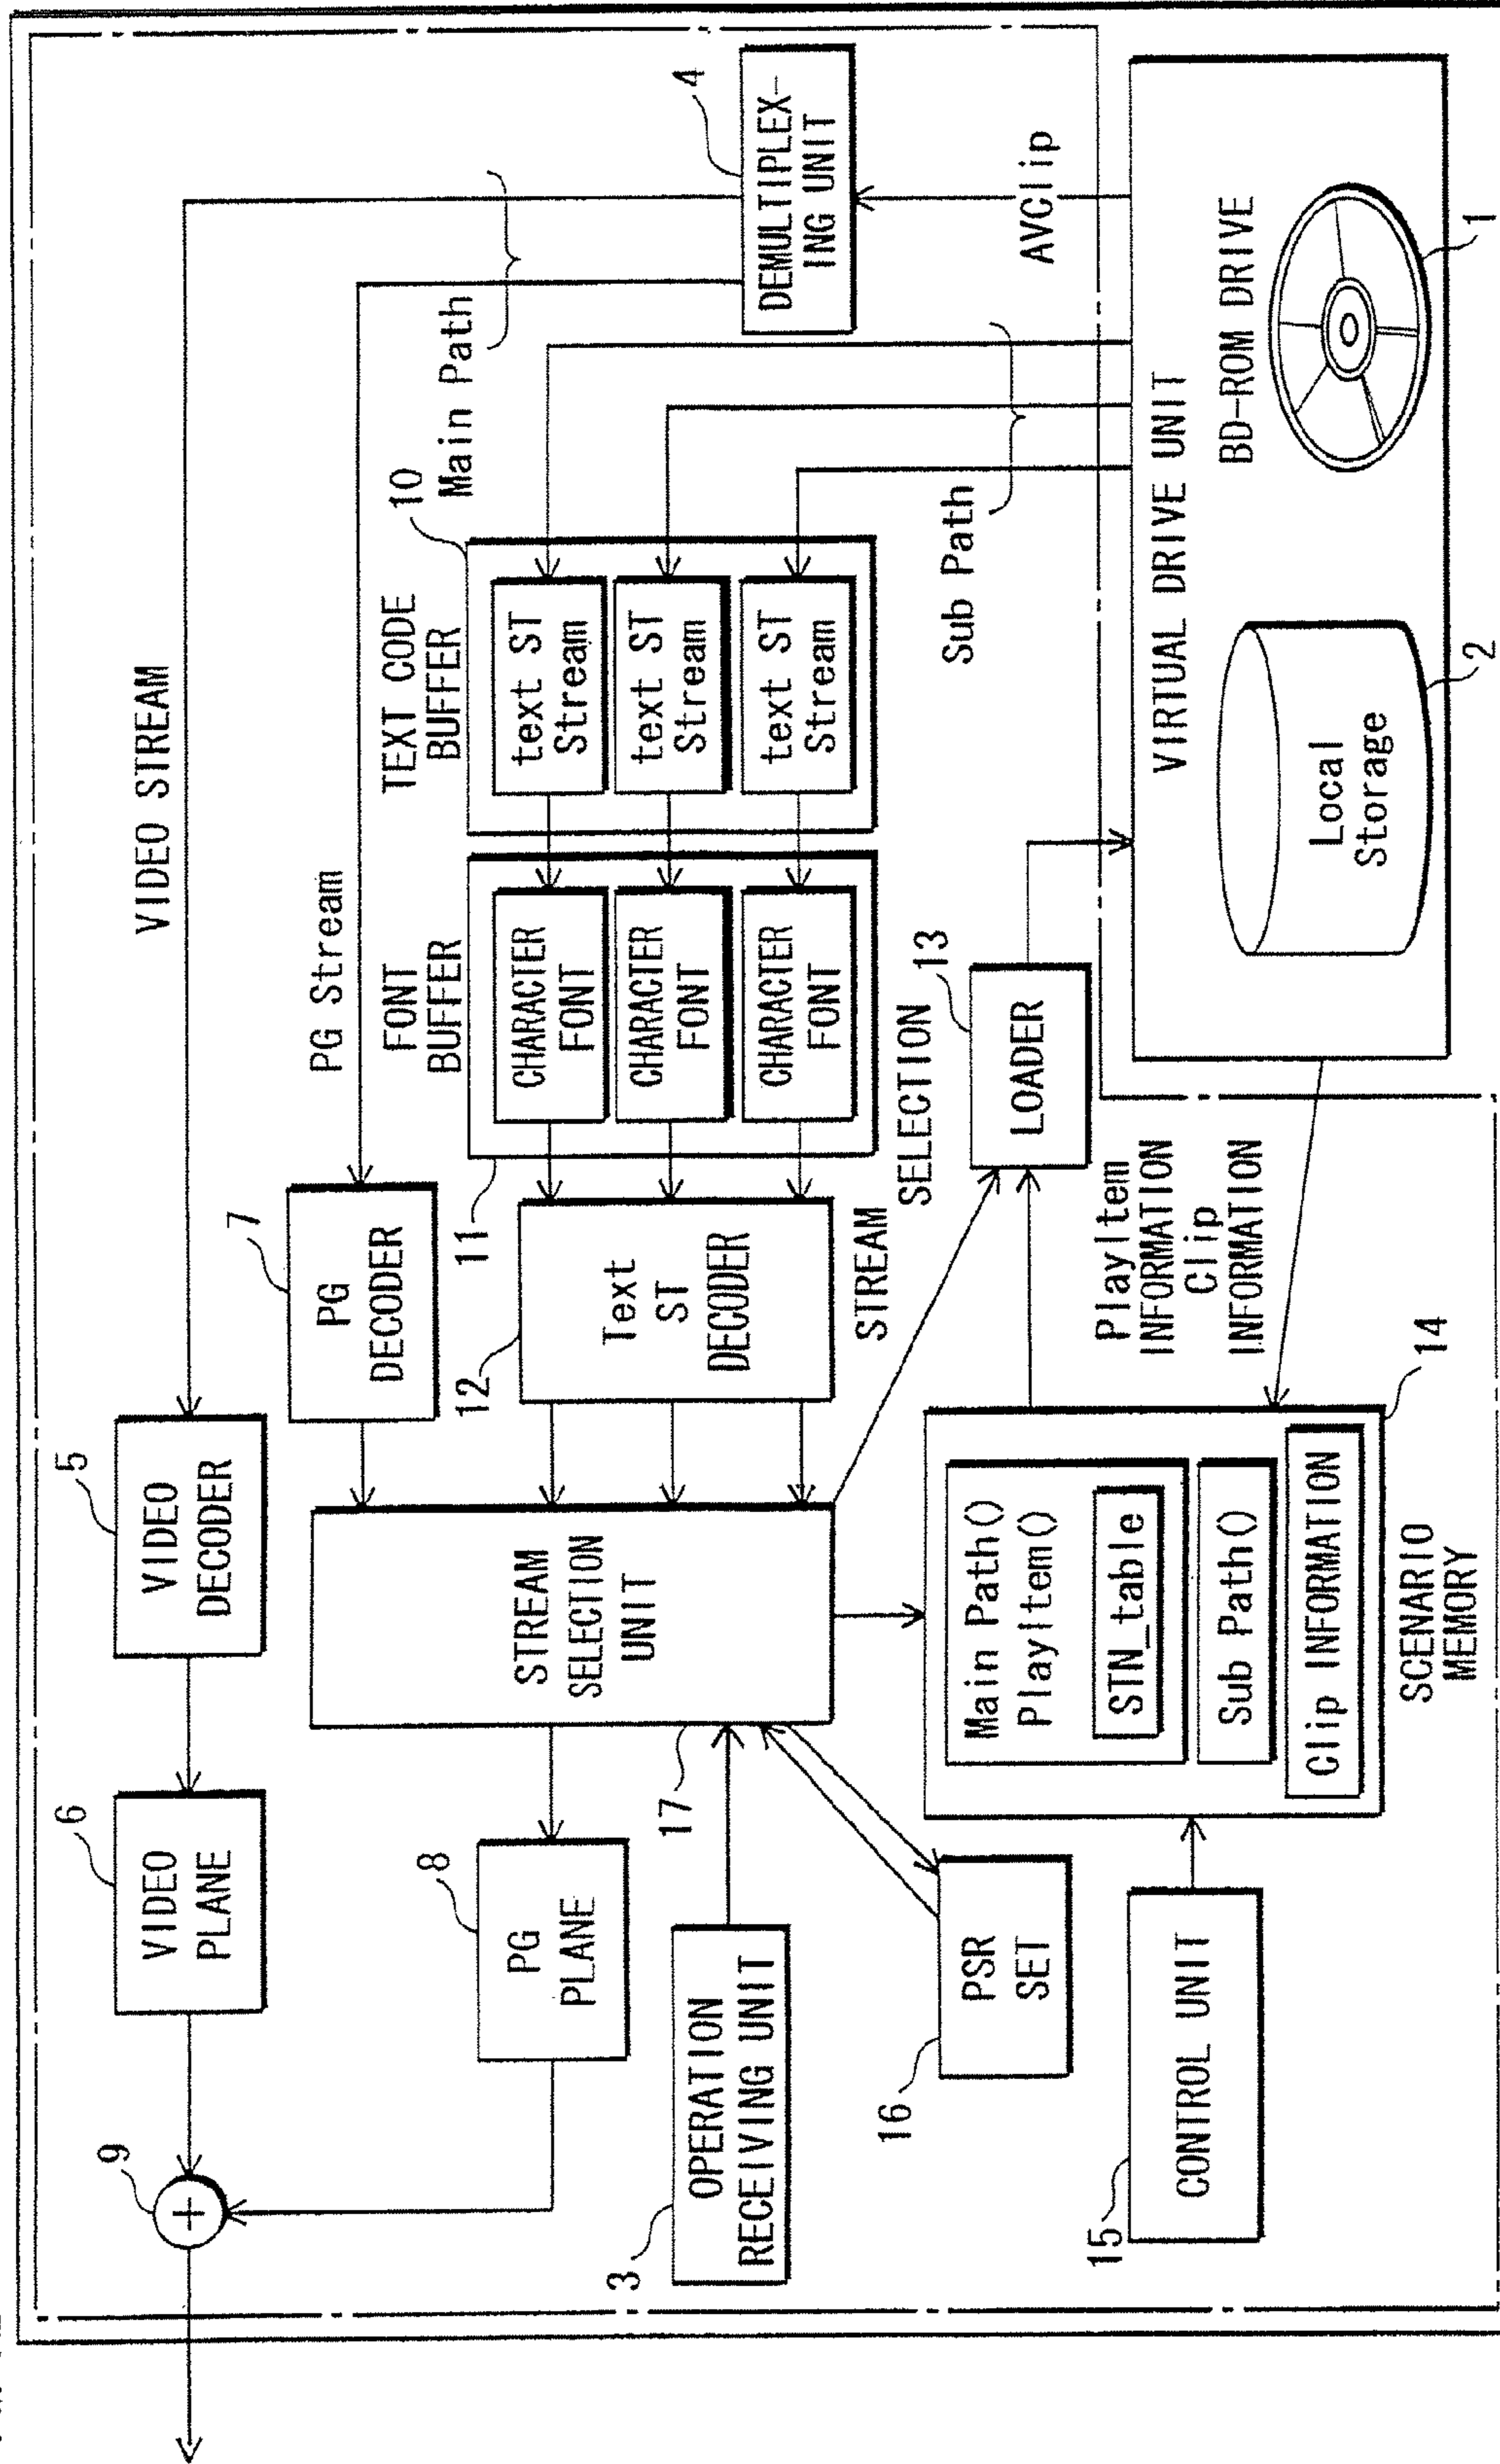 9
6
VIDEO
PLANE
5
VIDEO
DECODER
VIDEO STREAM
7
PG
DECODER
PG Stream
Main Path
4
DEMULTIPLEX-
ING UNIT
AVClip
8
PG
PLANE
17
STREAM
SELECTION
UNIT
12
Text
ST
DECODER
11
FONT
BUFFER
CHARACTER
FONT
CHARACTER
FONT
CHARACTER
FONT
10
TEXT CODE
BUFFER
text ST
Stream
text ST
Stream
text ST
Stream
Sub Path
3
OPERATION
RECEIVING UNIT
16
PSR
SET
15
CONTROL UNIT
STREAM
SELECTION
13
LOADER
Main Path()
PlayItem()
STN_table
Sub Path()
Clip INFORMATION
14
SCENARIO
MEMORY
PlayItem
INFORMATION
Clip
INFORMATION
VIRTUAL DRIVE UNIT
Local
Storage
2
BD-ROM DRIVE
1